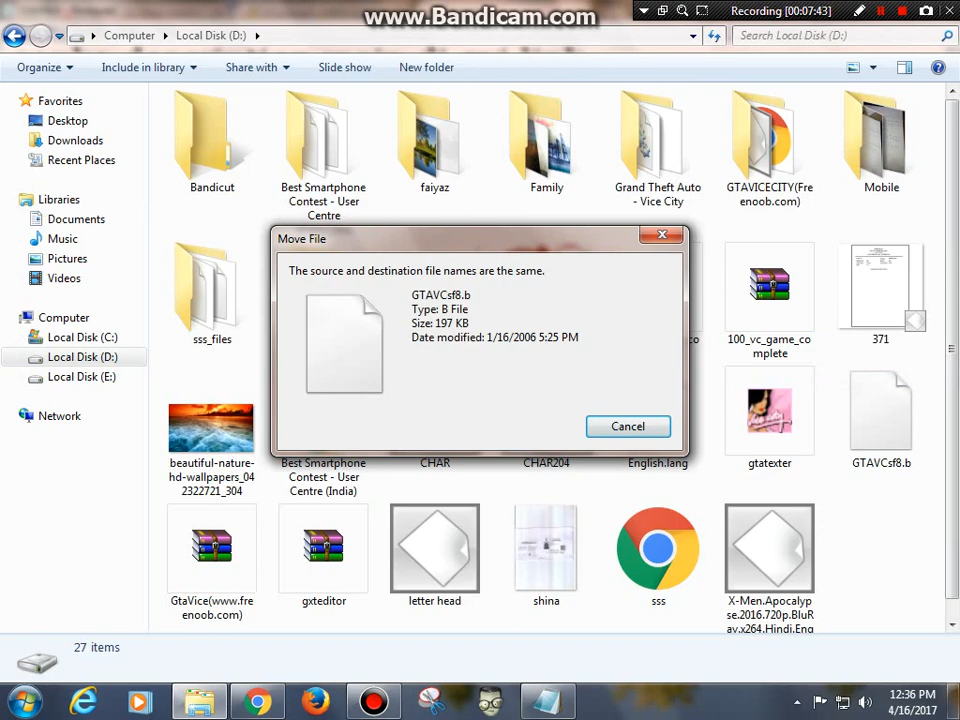 www.Bandicam.com
Recording [00:07:43]
Computer
Local Disk (D:)
Search Local Disk (D:)
Organize
Include in library
Share with
Slide show
New folder
Favorites
Desktop
Downloads
Recent Places
Libraries
Documents
Music
Pictures
Videos
Computer
Local Disk (C:)
Local Disk (D:)
Local Disk (E:)
Network
Bandicut
Best Smartphone
Contest - User
Centre
faiyaz
Family
Grand Theft Auto
- Vice City
GTAVICECITY(Fre
enoob.com)
Mobile
Move File
The source and destination file names are the same.
GTAVCsf8.b
Type: B File
Size: 197 KB
Date modified: 1/16/2006 5:25 PM
Cancel
sss_files
100_vc_game_co
mplete
371
beautiful-nature-
hd-wallpapers_04
2322721_304
Best Smartphone
Contest - User
Centre (India)
CHAR
CHAR204
English.lang
gtatexter
GTAVCsf8.b
GtaVice(www.fre
enoob.com)
gxteditor
letter head
shina
sss
X-Men.Apocalyp
se.2016.720p.BluR
ay.x264.Hindi.Eng
27 items
12:36 PM
4/16/2017